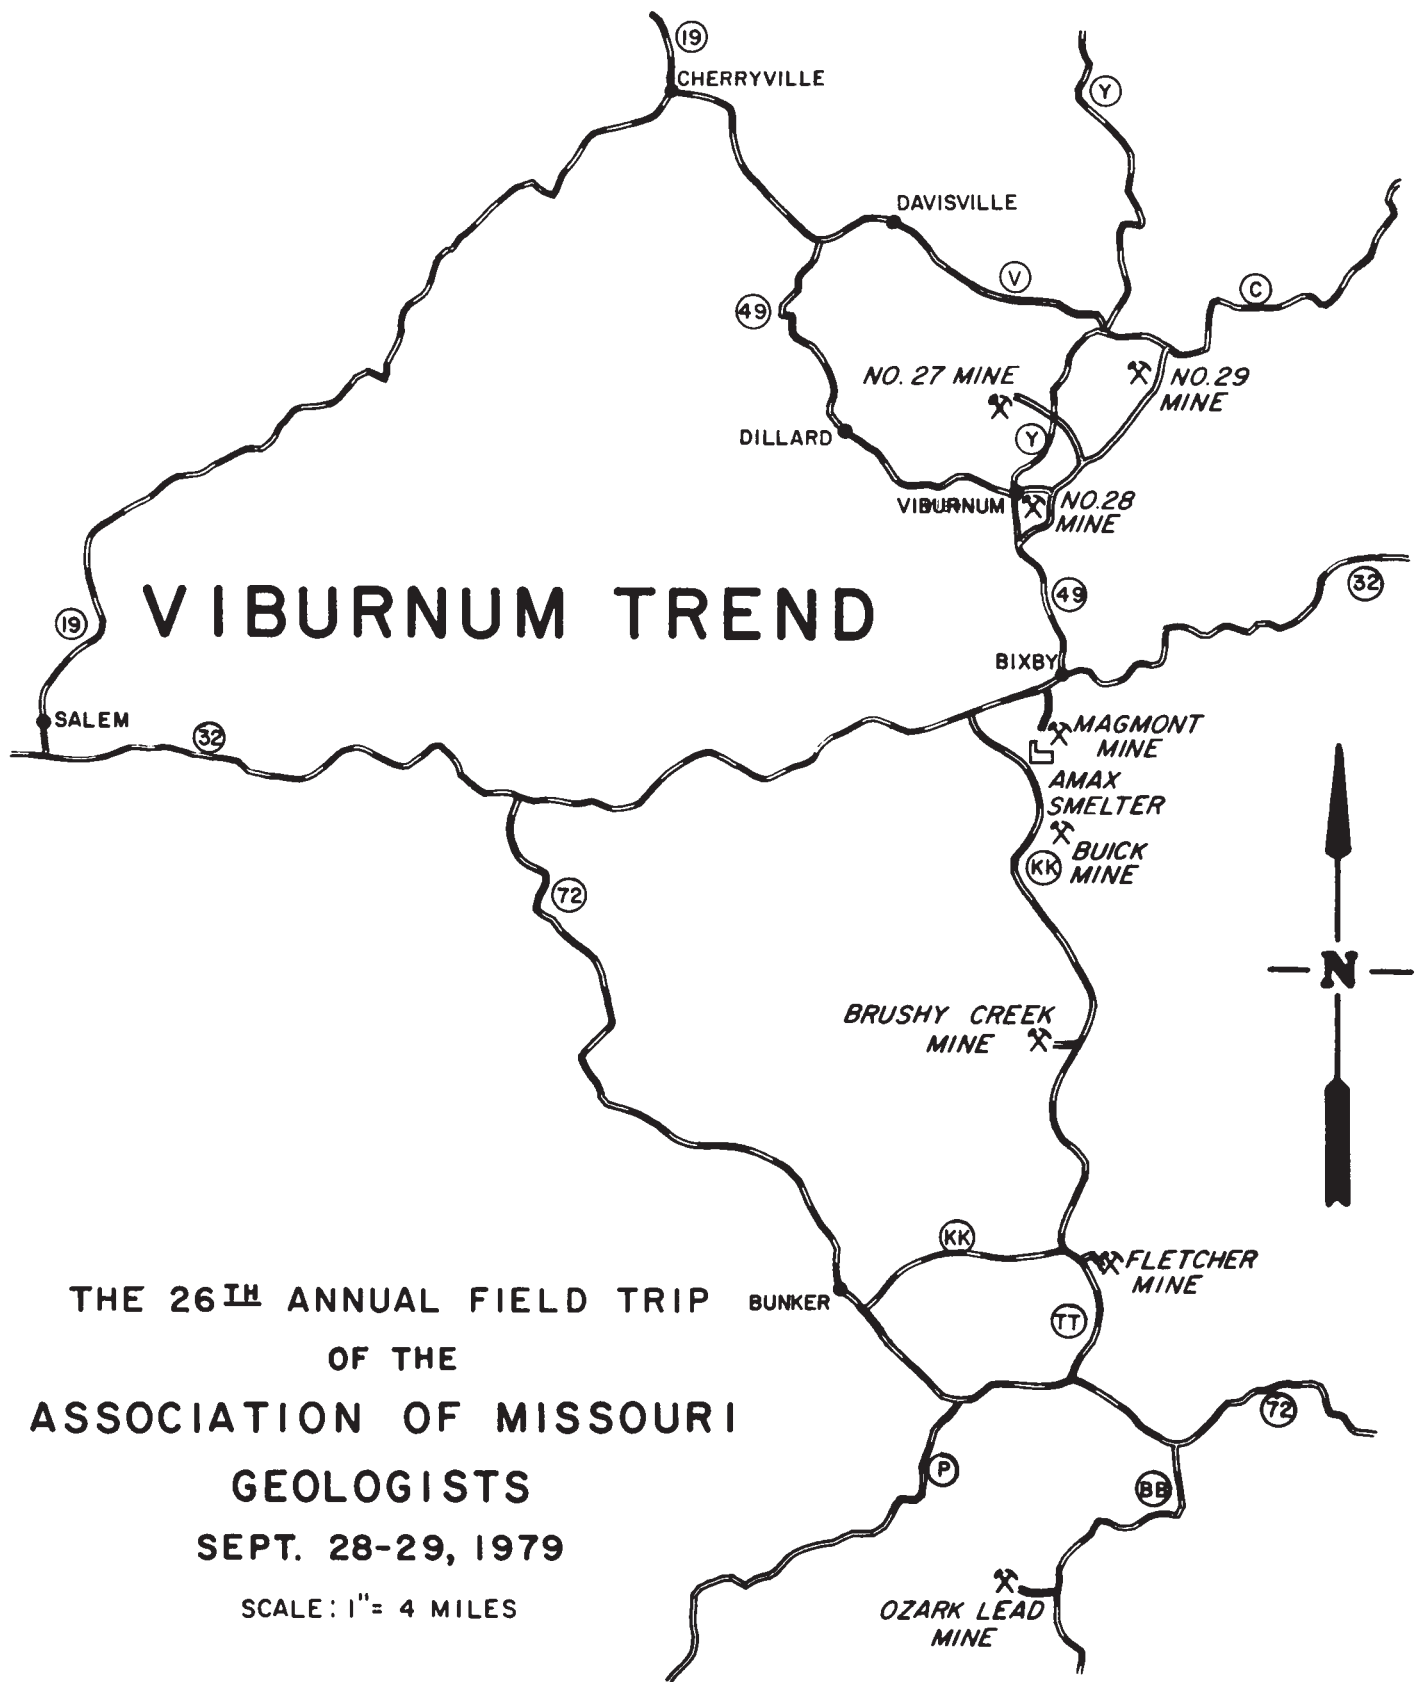 19
CHERRYVILLE
Y
DAVISVILLE
V
C
49
NO. 27 MINE
NO. 29
MINE
DILLARD
Y
VIBURNUM
NO. 28
MINE
VIBURNUM TREND
49
32
19
BIXBY
SALEM
32
MAGMONT
MINE
AMAX
SMELTER
BUICK
MINE
KK
72
N
BRUSHY CREEK
MINE
KK
FLETCHER
MINE
BUNKER
TT
THE 26TH ANNUAL FIELD TRIP
OF THE
ASSOCIATION OF MISSOURI
GEOLOGISTS
SEPT. 28-29, 1979
SCALE: 1"= 4 MILES
72
P
BB
OZARK LEAD
MINE